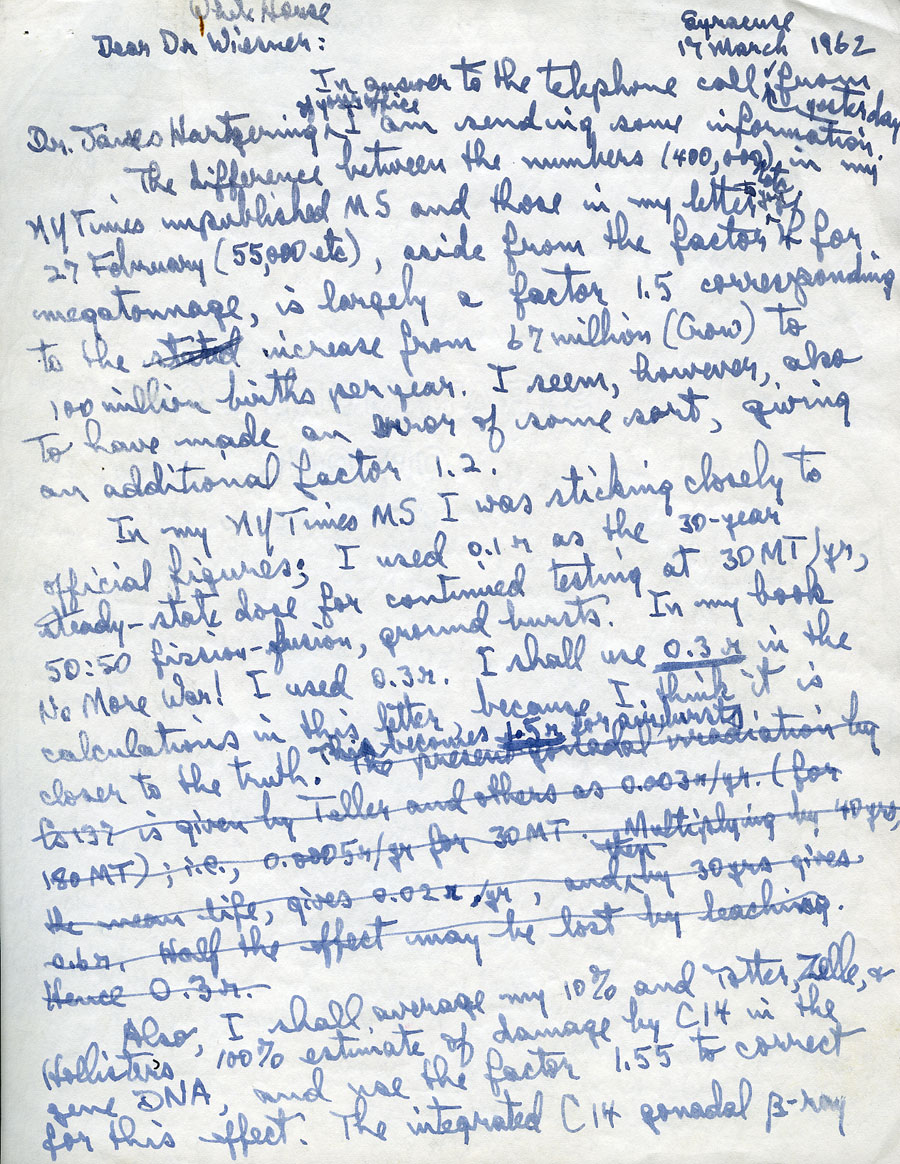 White House
Syracuse
Dear Dr Wiesner:
17 March 1962
In answer to the telephone call from
of your office
yesterday
Dr. James Hartgering, I am sending some information.
The difference between the numbers (400,000) in my
note
NY Times unpublished MS and those in my letter of
27 February (55,000 etc), aside from the factor 4 for
megatonnage, is largely a factor 1.5 corresponding
to the stated increase from 67 million (Crow) to
100 million births per year. I seem, however, also
to have made an error of some sort, giving
an additional factor 1.2.
In my NY Times MS I was sticking closely to
official figures; I used 0.1 r as the 30-year
steady-state dose for continued testing at 30 MT/yr,
50:50 fission-fusion, ground bursts. In my book
No More War! I used 0.3r. I shall use 0.3 r in the
calculations in this letter, because I think it is
This becomes 1.5r for air bursts.
closer to the truth. The present gonadal irradiation by
Cs137 is given by Teller and others as 0.003r/yr. (for
180 MT); i.e., 0.0005r/yr for 30 MT. Multiplying by 40 yrs,
the mean life, gives 0.02 r/yr, and by 30 yrs gives
0.6r. Half the effect may be lost by leaching.
Hence 0.3 r.
Also, I shall average my 10% and Totter, Zelle, &
Hollister's 100% estimate of damage by C14 in the
gene DNA, and use the factor 1.55 to correct
for this effect. The integrated C14 gonadal β-ray